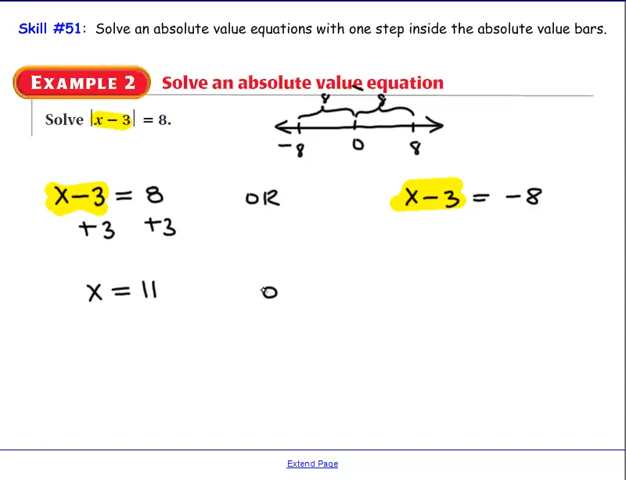 Skill #51: Solve an absolute value equations with one step inside the absolute value bars.
EXAMPLE 2 Solve an absolute value equation
Solve |x − 3| = 8.
8 8
−8 0 8
x−3 = 8 OR x−3 = −8
+3 +3
x = 11 O
Extend Page